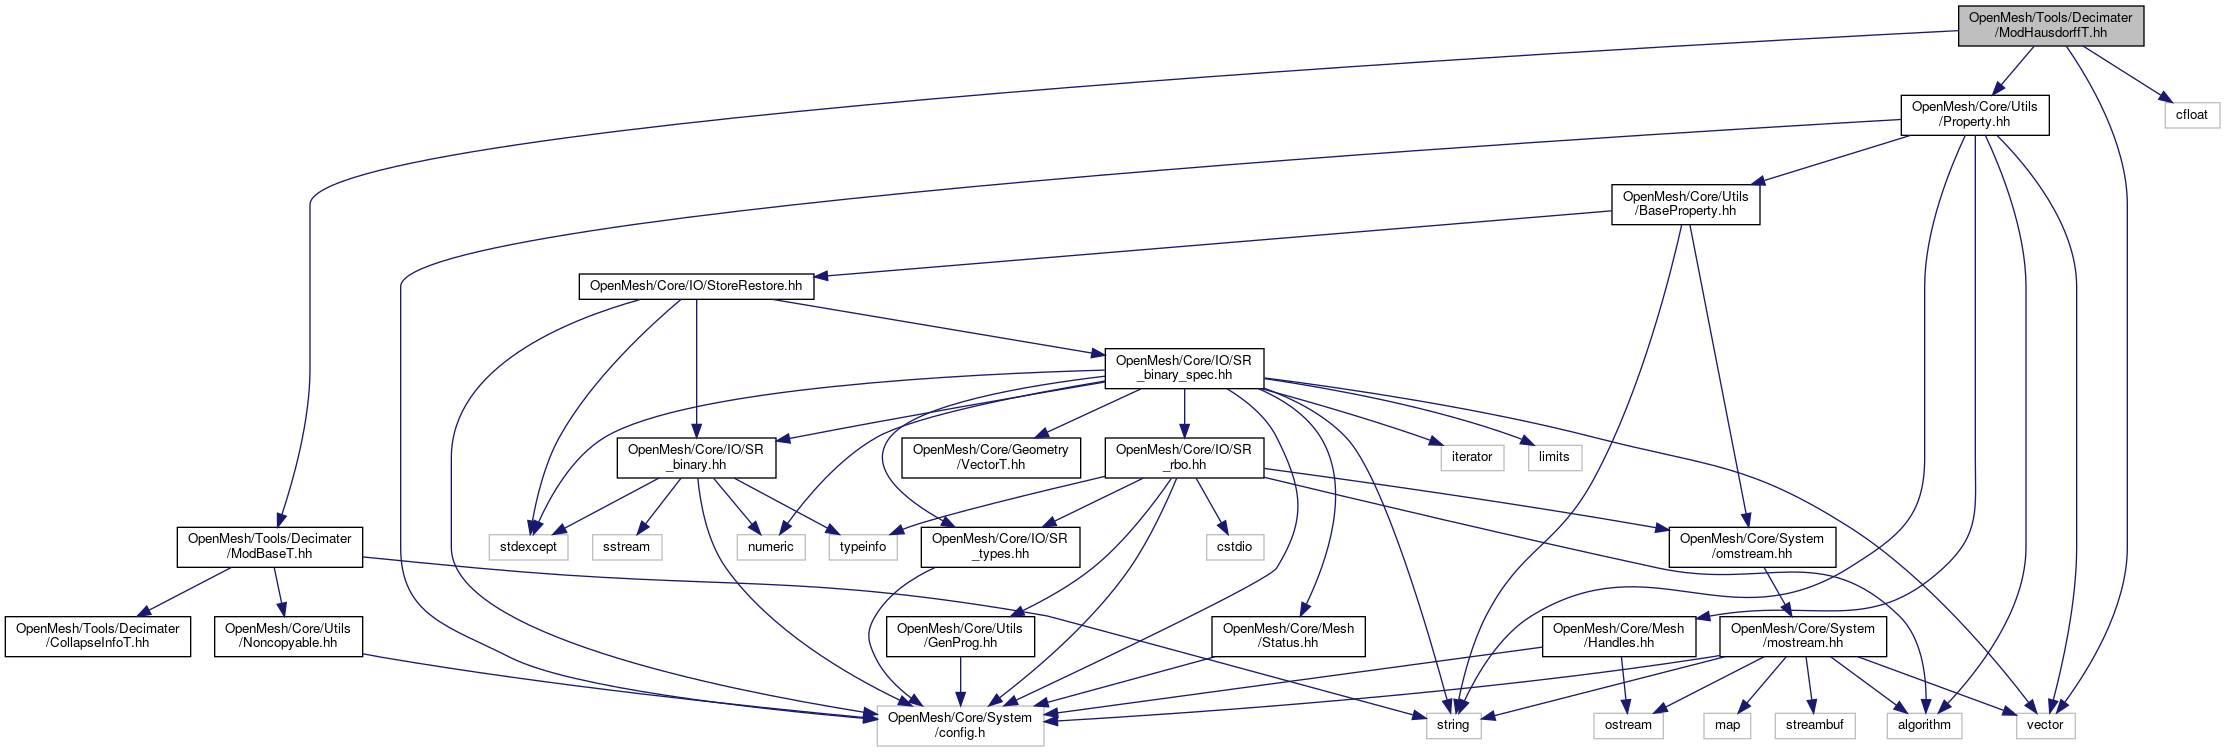 OpenMesh/Tools/Decimater
/ModHausdorffT.hh
OpenMesh/Core/Utils
/Property.hh
cfloat
OpenMesh/Core/Utils
/BaseProperty.hh
OpenMesh/Core/IO/StoreRestore.hh
OpenMesh/Core/IO/SR
_binary_spec.hh
OpenMesh/Core/IO/SR
_binary.hh
OpenMesh/Core/Geometry
/VectorT.hh
OpenMesh/Core/IO/SR
_rbo.hh
iterator
limits
OpenMesh/Tools/Decimater
/ModBaseT.hh
stdexcept
sstream
numeric
typeinfo
OpenMesh/Core/IO/SR
_types.hh
cstdio
OpenMesh/Core/System
/omstream.hh
OpenMesh/Tools/Decimater
/CollapseInfoT.hh
OpenMesh/Core/Utils
/Noncopyable.hh
OpenMesh/Core/Utils
/GenProg.hh
OpenMesh/Core/Mesh
/Status.hh
OpenMesh/Core/Mesh
/Handles.hh
OpenMesh/Core/System
/mostream.hh
OpenMesh/Core/System
/config.h
string
ostream
map
streambuf
algorithm
vector